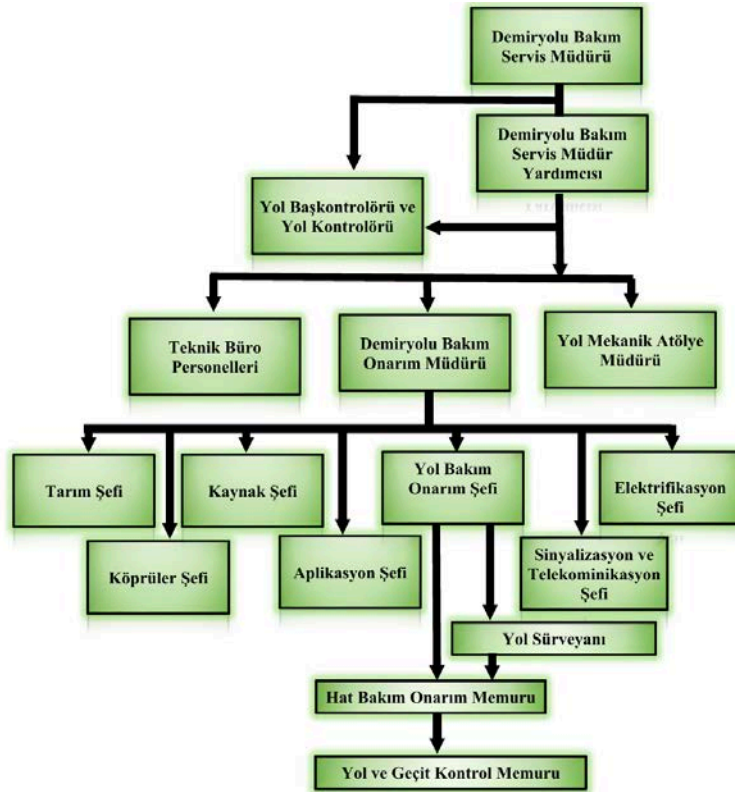 Demiryolu Bakım
Servis Müdürü
Demiryolu Bakım
Servis Müdür
Yardımcısı
Yol Başkontrolörü ve
Yol Kontrolörü
Teknik Büro
Personelleri
Demiryolu Bakım
Onarım Müdürü
Yol Mekanik Atölye
Müdürü
Tarım Şefi
Kaynak Şefi
Yol Bakım
Onarım Şefi
Elektrifikasyon
Şefi
Köprüler Şefi
Aplikasyon Şefi
Sinyalizasyon ve
Telekominikasyon
Şefi
Yol Sürveyanı
Hat Bakım Onarım Memuru
Yol ve Geçit Kontrol Memuru